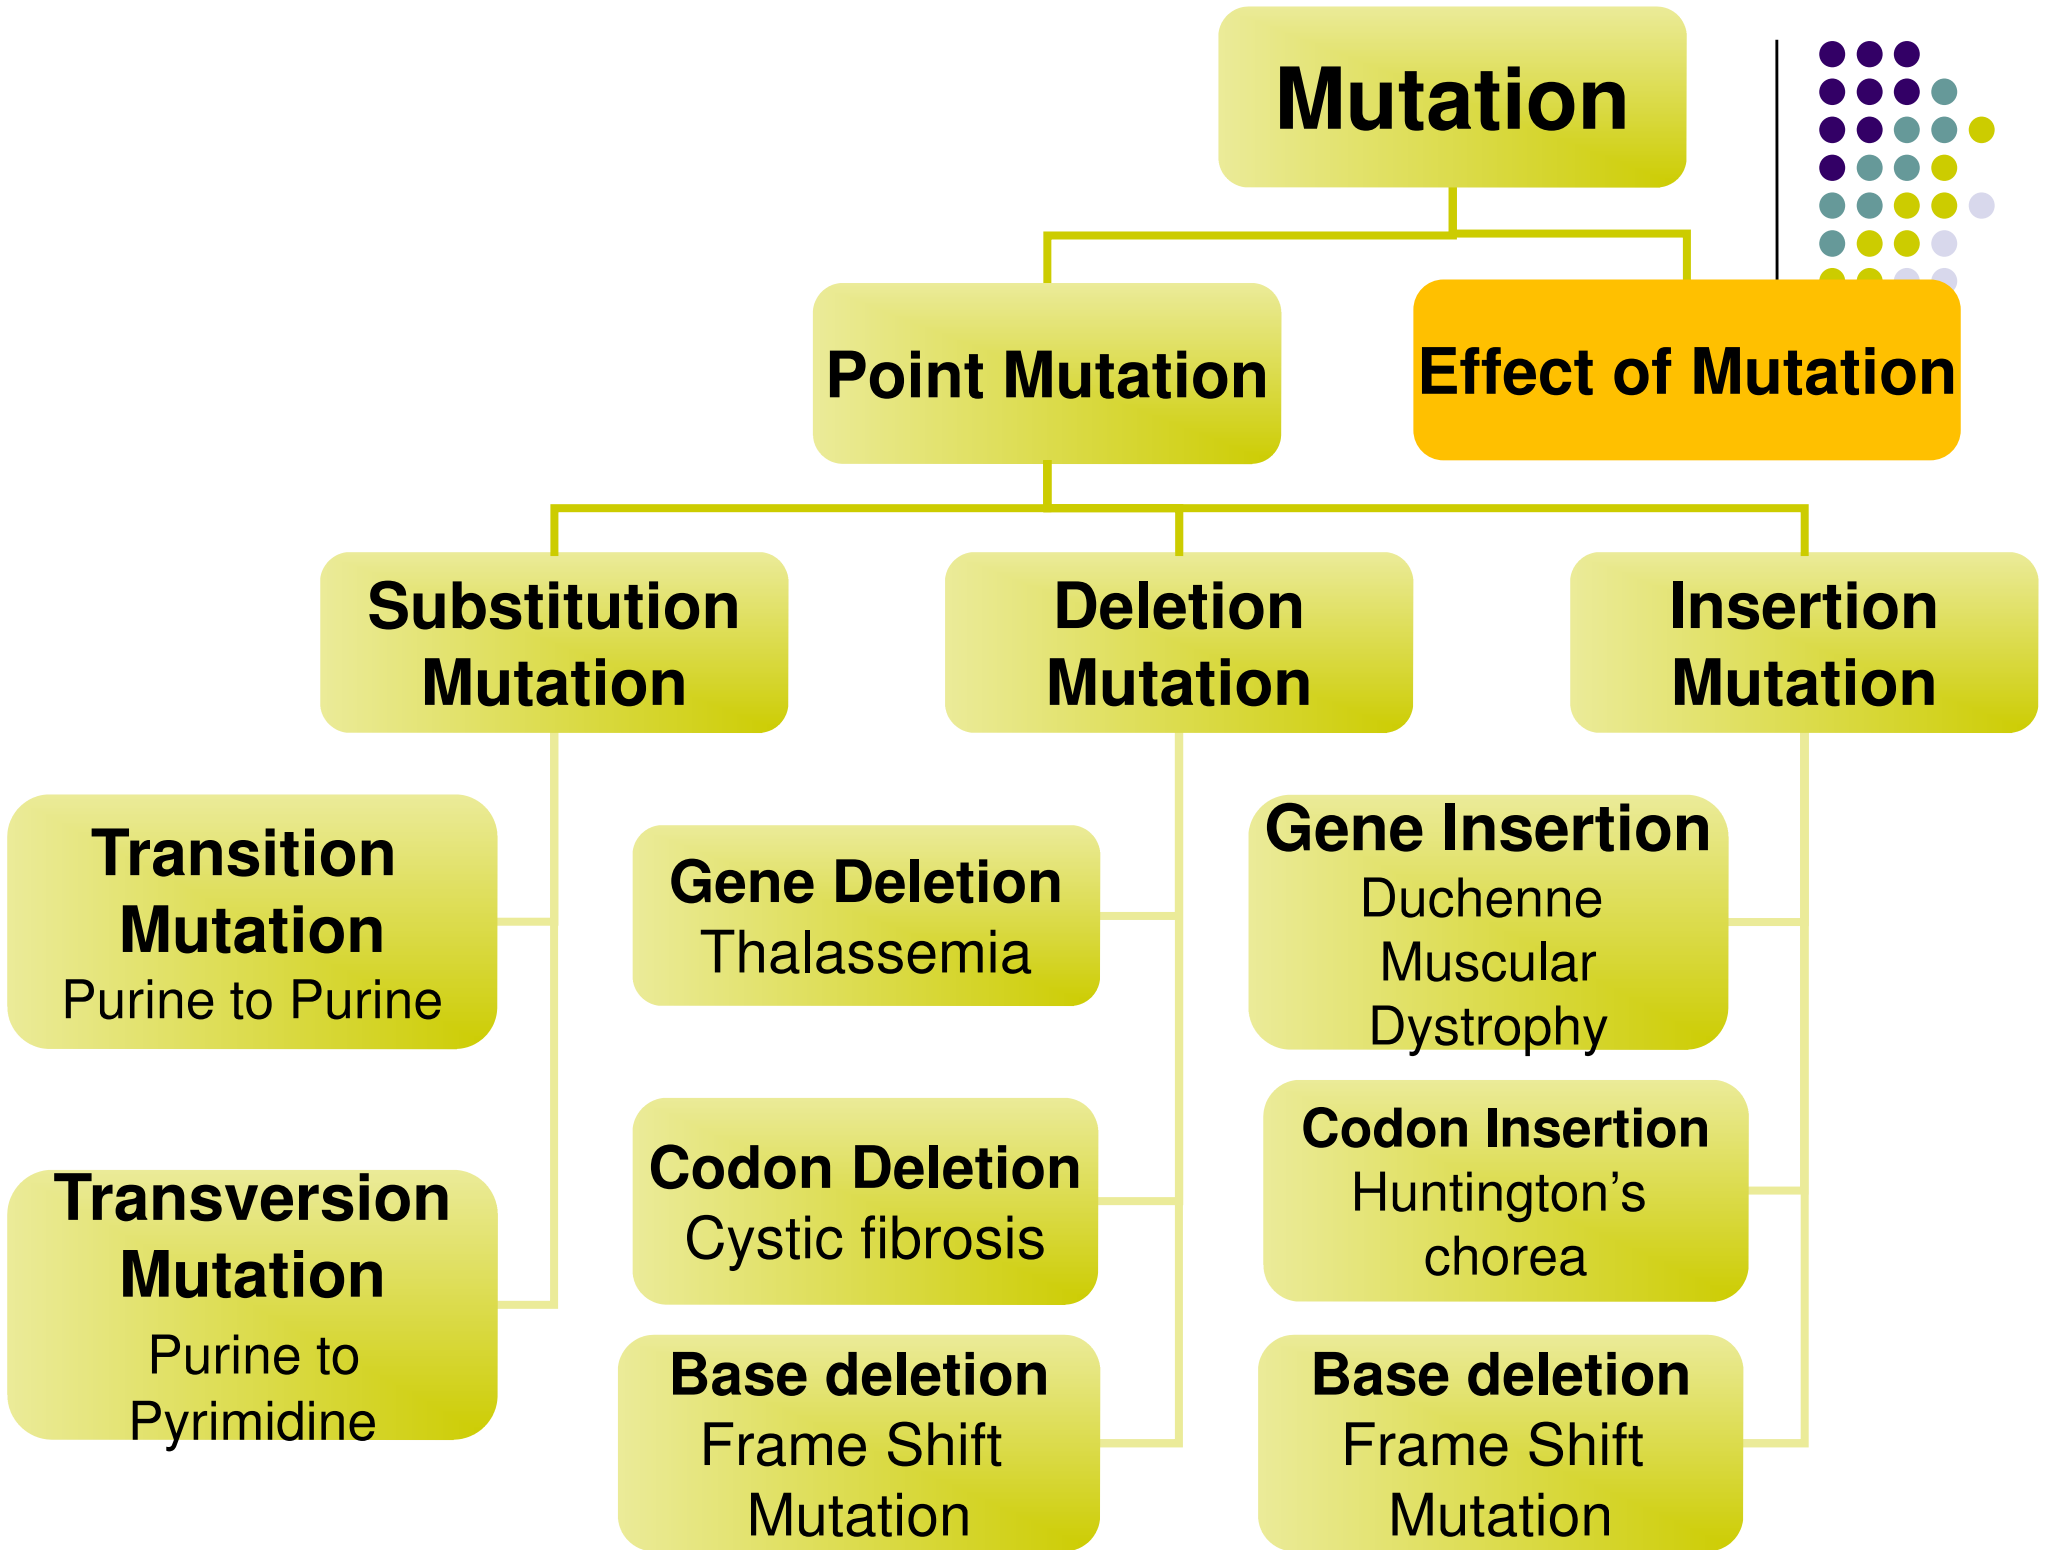 Mutation
Point Mutation
Effect of Mutation
Substitution
Mutation
Deletion
Mutation
Insertion
Mutation
Transition
Mutation
Purine to Purine
Gene Deletion
Thalassemia
Gene Insertion
Duchenne
Muscular
Dystrophy
Transversion
Mutation
Purine to
Pyrimidine
Codon Deletion
Cystic fibrosis
Codon Insertion
Huntington’s
chorea
Base deletion
Frame Shift
Mutation
Base deletion
Frame Shift
Mutation